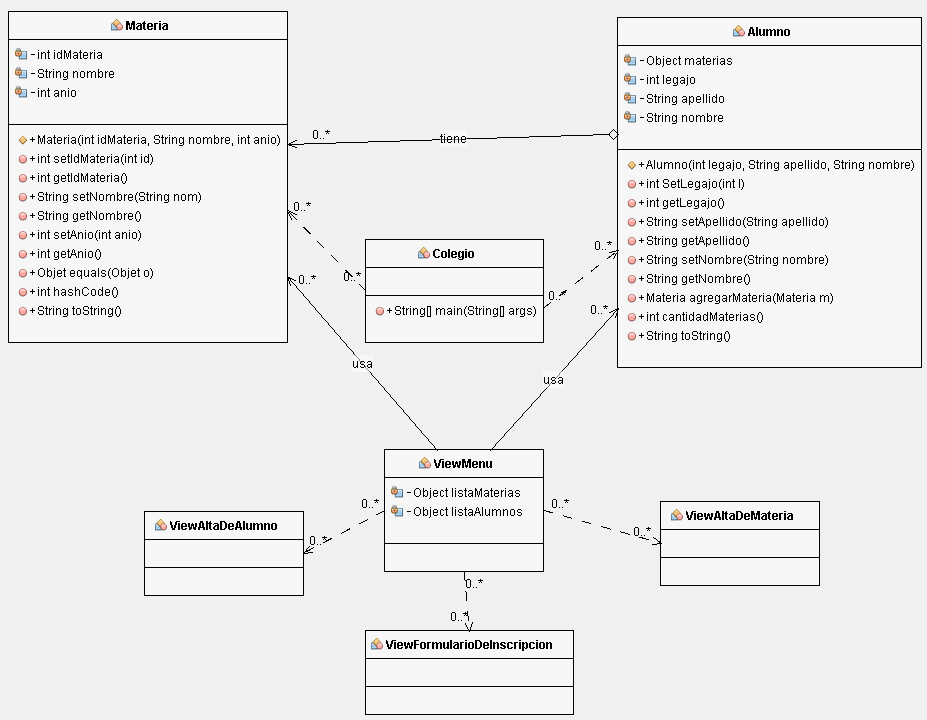 Materia
- int idMateria
- String nombre
- int anio
+ Materia(int idMateria, String nombre, int anio)
+ int setIdMateria(int id)
+ int getIdMateria()
+ String setNombre(String nom)
+ String getNombre()
+ int setAnio(int anio)
+ int getAnio()
+ Objet equals(Objet o)
+ int hashCode()
+ String toString()
0..*
tiene
Alumno
- Object materias
- int legajo
- String apellido
- String nombre
+ Alumno(int legajo, String apellido, String nombre)
+ int SetLegajo(int l)
+ int getLegajo()
+ String setApellido(String apellido)
+ String getApellido()
+ String setNombre(String nombre)
+ String getNombre()
+ Materia agregarMateria(Materia m)
+ int cantidadMaterias()
+ String toString()
0..*
0..*
Colegio
+ String[] main(String[] args)
0..*
0..*
0..*
usa
0..*
usa
ViewMenu
- Object listaMaterias
- Object listaAlumnos
0..*
0..*
ViewAltaDeAlumno
0..*
0..*
ViewAltaDeMateria
0..*
0..*
ViewFormularioDeInscripcion